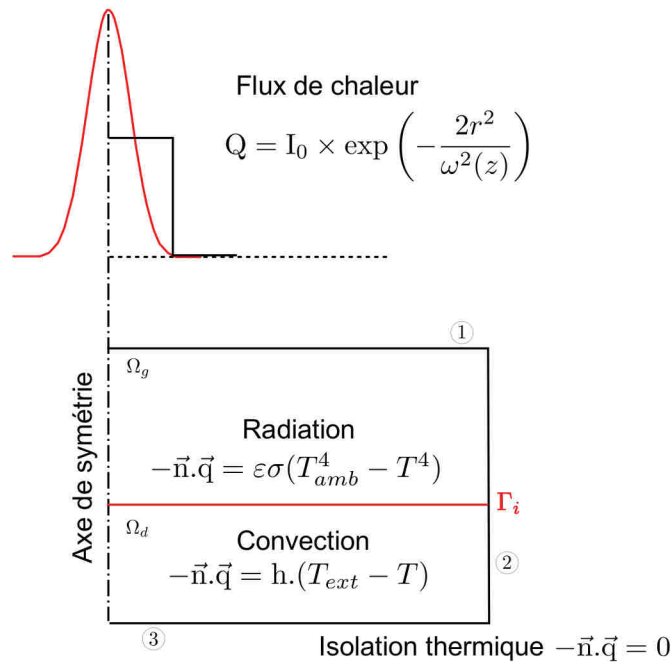 Flux de chaleur
Q = I₀ × exp(−2r²/ω²(z))
①
Ω_g
Axe de symétrie
Radiation
−n⃗.q⃗ = εσ(T⁴_amb − T⁴)
Γ_i
Ω_d
Convection
−n⃗.q⃗ = h.(T_ext − T)
②
③
Isolation thermique −n⃗.q⃗ = 0